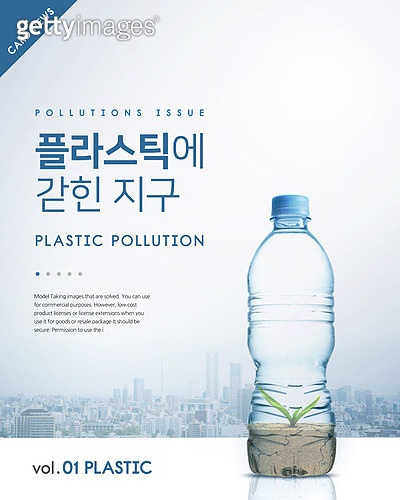 gettyimages®
CARD NEWS
POLLUTIONS ISSUE
플라스틱에
갇힌 지구
PLASTIC POLLUTION
Model Taking images that are solved. You can use
for commercial purposes. However, low cost
product licenses or license extensions when you
use it for goods or resale package It should be
secure. Permission to use the i
vol. 01 PLASTIC